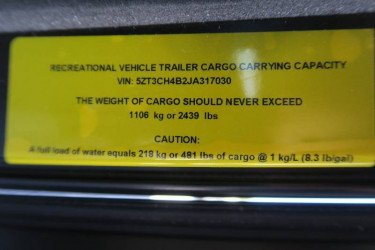 RECREATIONAL VEHICLE TRAILER CARGO CARRYING CAPACITY
VIN: 5ZT3CH4B2JA317030
THE WEIGHT OF CARGO SHOULD NEVER EXCEED
1106 kg or 2439 lbs
CAUTION:
A full load of water equals 218 kg or 481 lbs of cargo @ 1 kg/L (8.3 lb/gal)